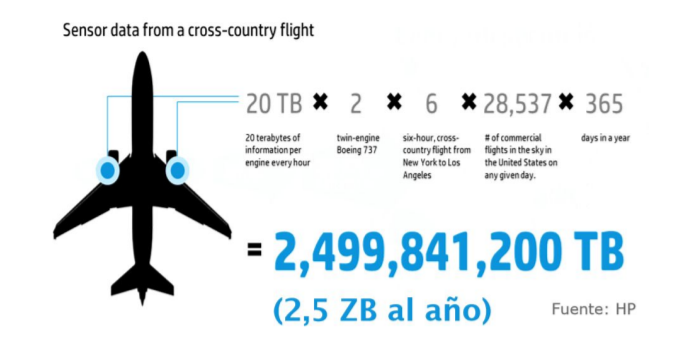 Sensor data from a cross-country flight
20 TB × 2 × 6 × 28,537 × 365
20 terabytes of
information per
engine every hour
twin-engine
Boeing 737
six-hour, cross-
country flight from
New York to Los
Angeles
# of commercial
flights in the sky in
the United States on
any given day.
days in a year
= 2,499,841,200 TB
(2,5 ZB al año)
Fuente: HP